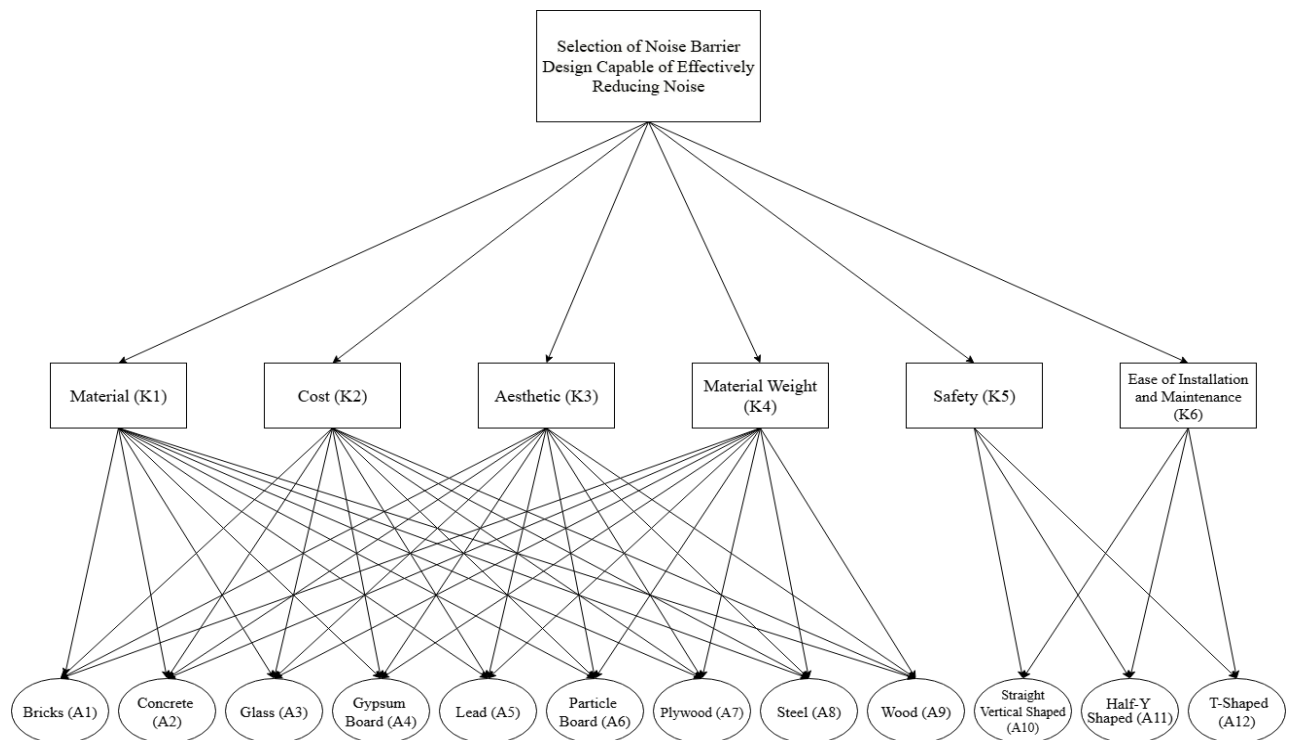 Selection of Noise Barrier
Design Capable of Effectively
Reducing Noise
Material (K1)
Cost (K2)
Aesthetic (K3)
Material Weight
(K4)
Safety (K5)
Ease of Installation
and Maintenance
(K6)
Bricks (A1)
Concrete
(A2)
Glass (A3)
Gypsum
Board (A4)
Lead (A5)
Particle
Board (A6)
Plywood (A7)
Steel (A8)
Wood (A9)
Straight
Vertical Shaped
(A10)
Half-Y
Shaped (A11)
T-Shaped
(A12)